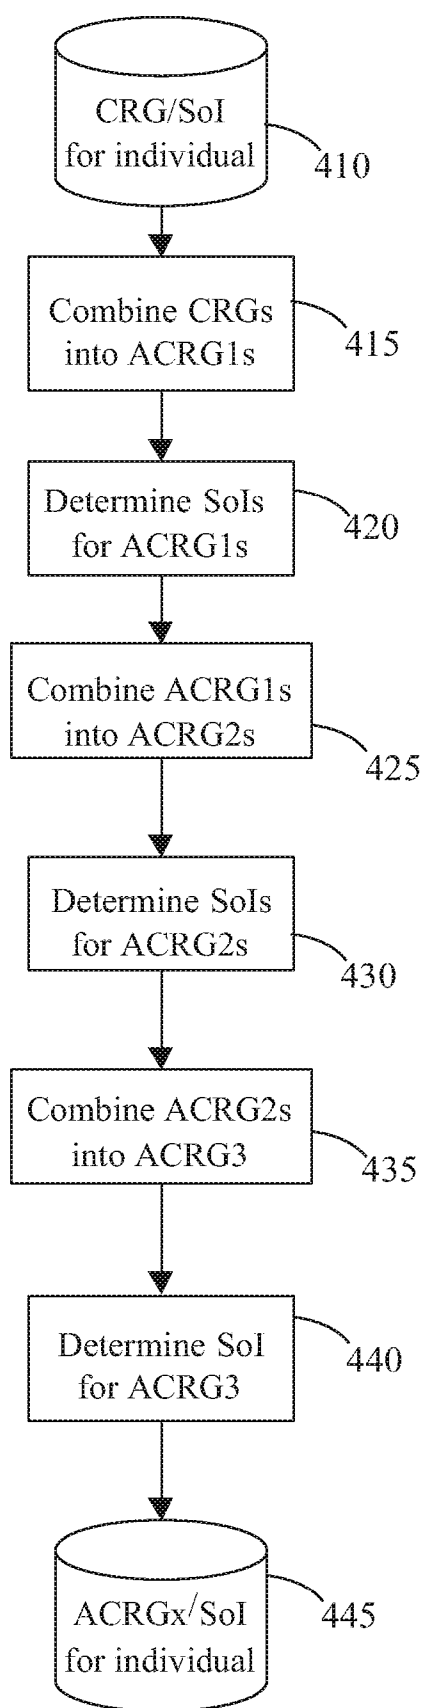 CRG/SoI
for individual
410
Combine CRGs
into ACRG1s
415
Determine SoIs
for ACRG1s
420
Combine ACRG1s
into ACRG2s
425
Determine SoIs
for ACRG2s
430
Combine ACRG2s
into ACRG3
435
Determine SoI
for ACRG3
440
ACRGx/SoI
for individual
445